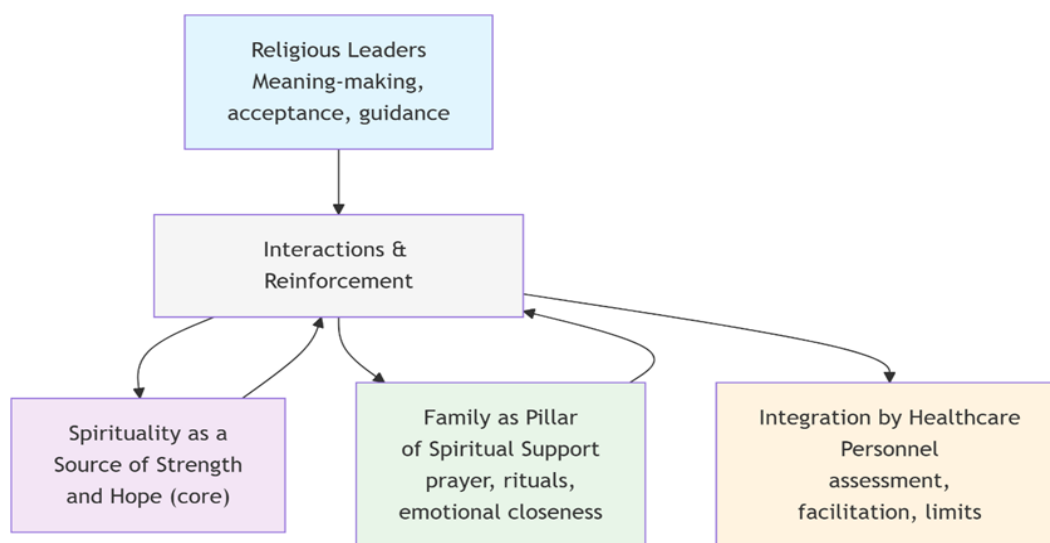 Religious Leaders
Meaning-making,
acceptance, guidance
Interactions &
Reinforcement
Spirituality as a
Source of Strength
and Hope (core)
Family as Pillar
of Spiritual Support
prayer, rituals,
emotional closeness
Integration by Healthcare
Personnel
assessment,
facilitation, limits